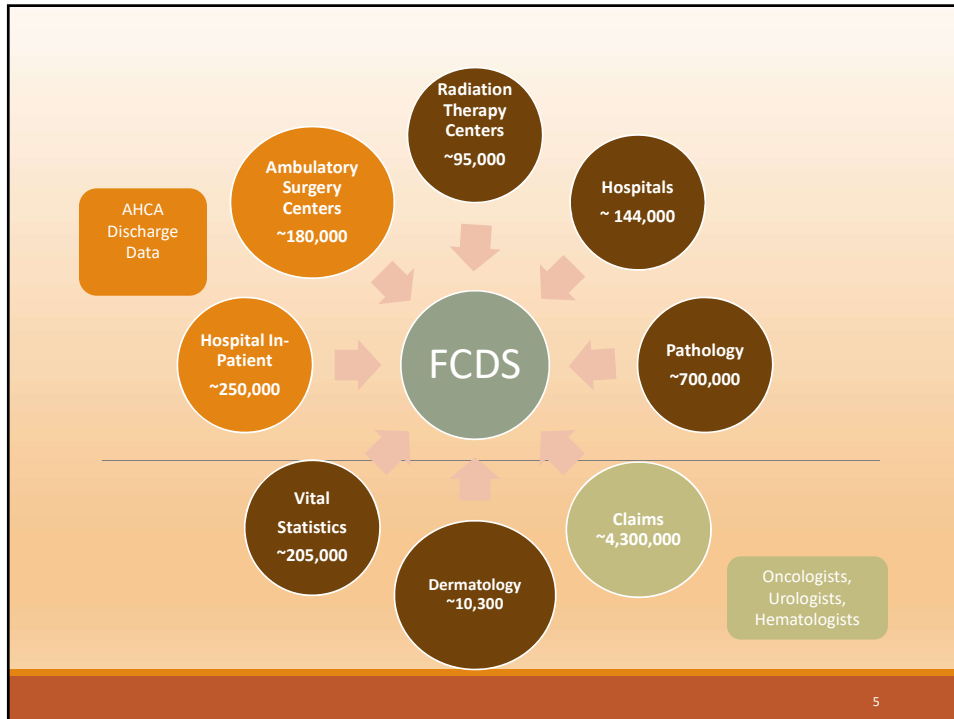 Radiation
Therapy
Centers
~95,000
Ambulatory
Surgery
Centers
~180,000
Hospitals
~ 144,000
AHCA
Discharge
Data
Hospital In-
Patient
~250,000
FCDS
Pathology
~700,000
Vital
Statistics
~205,000
Claims
~4,300,000
Dermatology
~10,300
Oncologists,
Urologists,
Hematologists
5